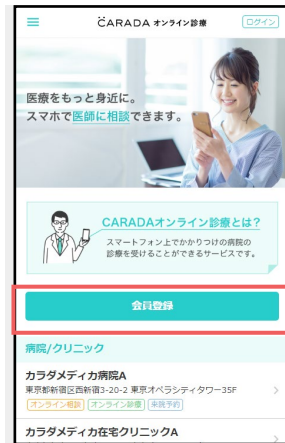 CARADA オンライン診療
ログイン
医療をもっと身近に。
スマホで医師に相談できます。
CARADAオンライン診療とは?
スマートフォン上でかかりつけの病院の
診療を受けることができるサービスです。
会員登録
病院/クリニック
カラダメディカ病院A
東京都新宿区西新宿3-20-2 東京オペラシティタワー35F
オンライン相談 オンライン診療 来院予約
カラダメディカ在宅クリニックA